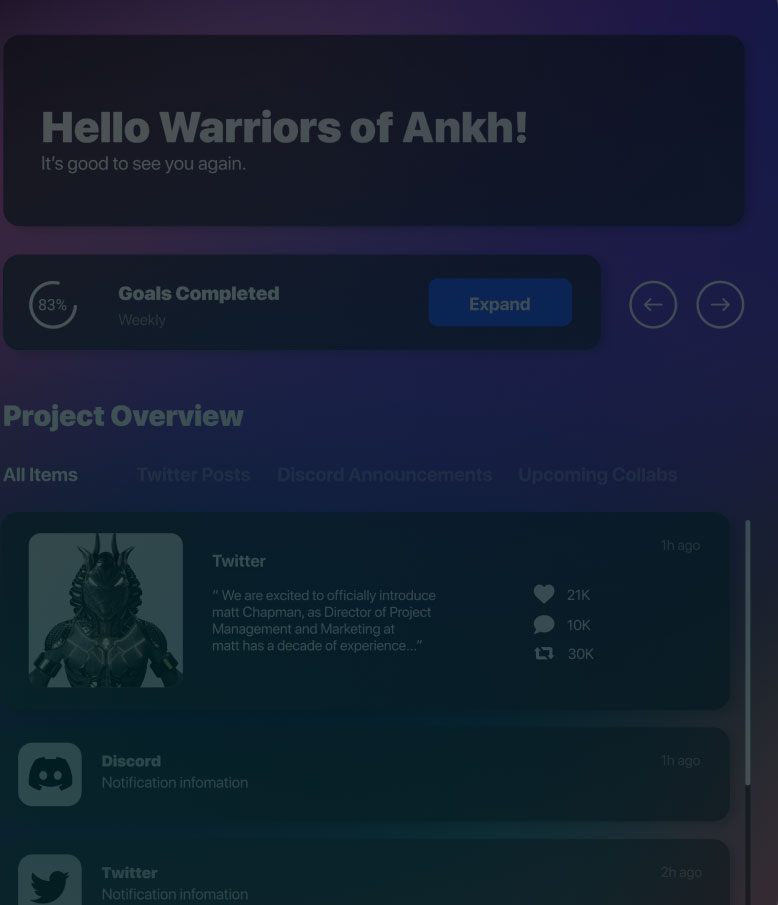 Hello Warriors of Ankh!
It's good to see you again.
83%
Goals Completed
Weekly
Expand
Project Overview
All Items
Twitter Posts
Discord Announcements
Upcoming Collabs
1h ago
Twitter
“ We are excited to officially introduce
matt Chapman, as Director of Project
Management and Marketing at
matt has a decade of experience...”
21K
10K
30K
Discord
Notification infomation
1h ago
Twitter
Notification infomation
2h ago